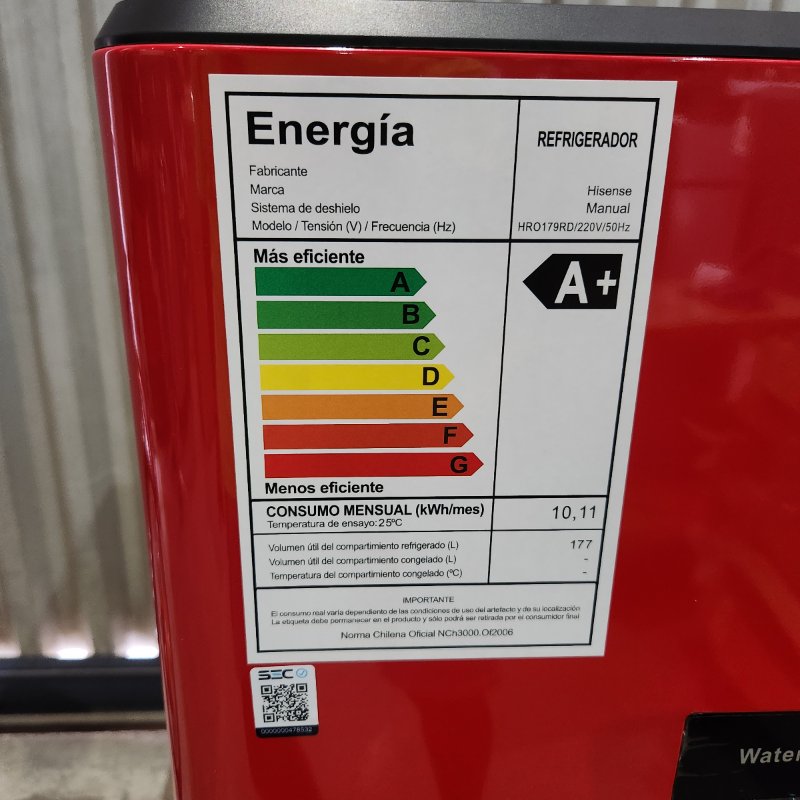 Energía
REFRIGERADOR
Fabricante
Marca Hisense
Sistema de deshielo Manual
Modelo / Tensión (V) / Frecuencia (Hz) HRO179RD/220V/50Hz
Más eficiente
A
A+
B
C
D
E
F
G
Menos eficiente
CONSUMO MENSUAL (kWh/mes) 10,11
Temperatura de ensayo:25ºC
Volumen útil del compartimiento refrigerado (L) 177
Volumen útil del compartimiento congelado (L) -
Temperatura del compartimiento congelado (ºC) -
IMPORTANTE
El consumo real varía dependiento de las condiciones de uso del artefacto y de su localización
La etiqueta debe permanecer en el producto y sólo podrá ser retirada por el consumidor final
Norma Chilena Oficial NCh3000.Of2006
SEC
0000000478532
Water